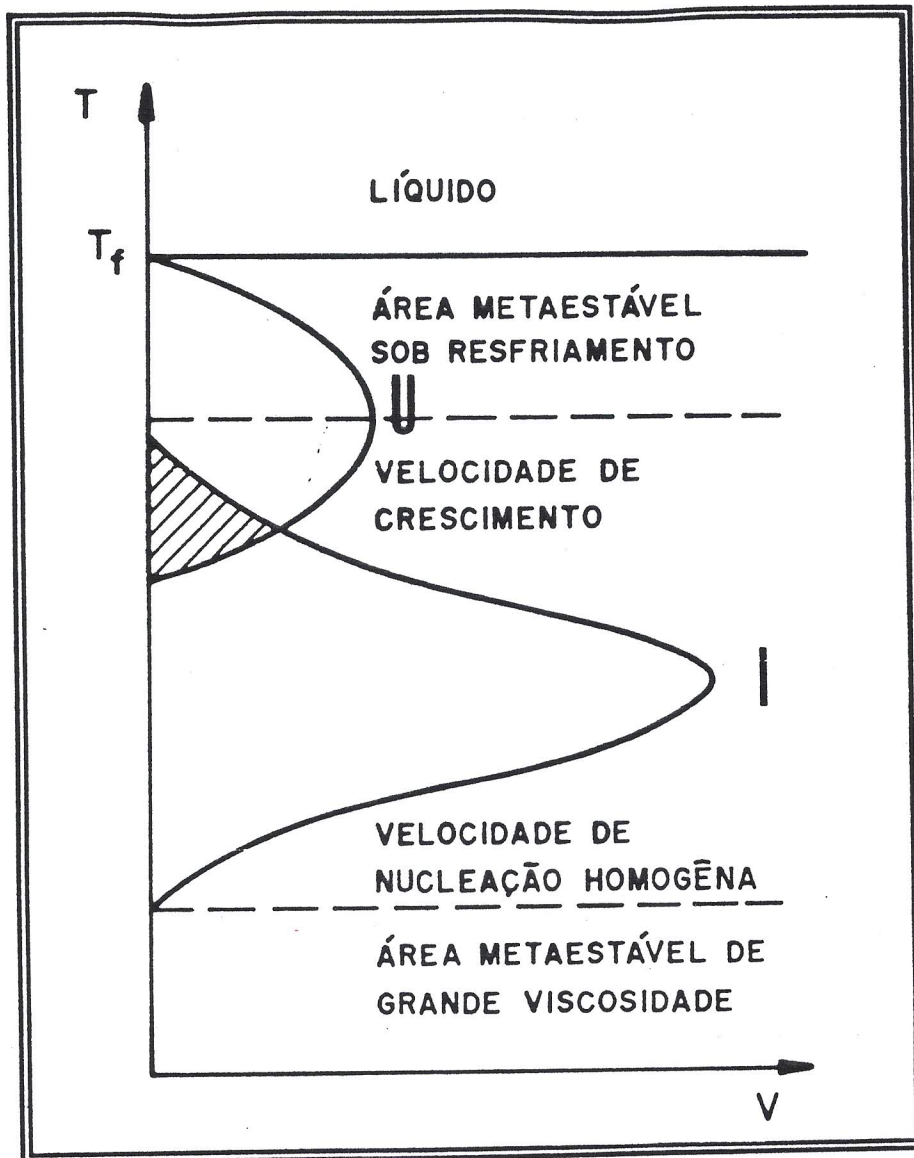 T
LÍQUIDO
Tf
ÁREA METAESTÁVEL
SOB RESFRIAMENTO
U
VELOCIDADE DE
CRESCIMENTO
I
VELOCIDADE DE
NUCLEAÇÃO HOMOGÊNA
ÁREA METAESTÁVEL DE
GRANDE VISCOSIDADE
V